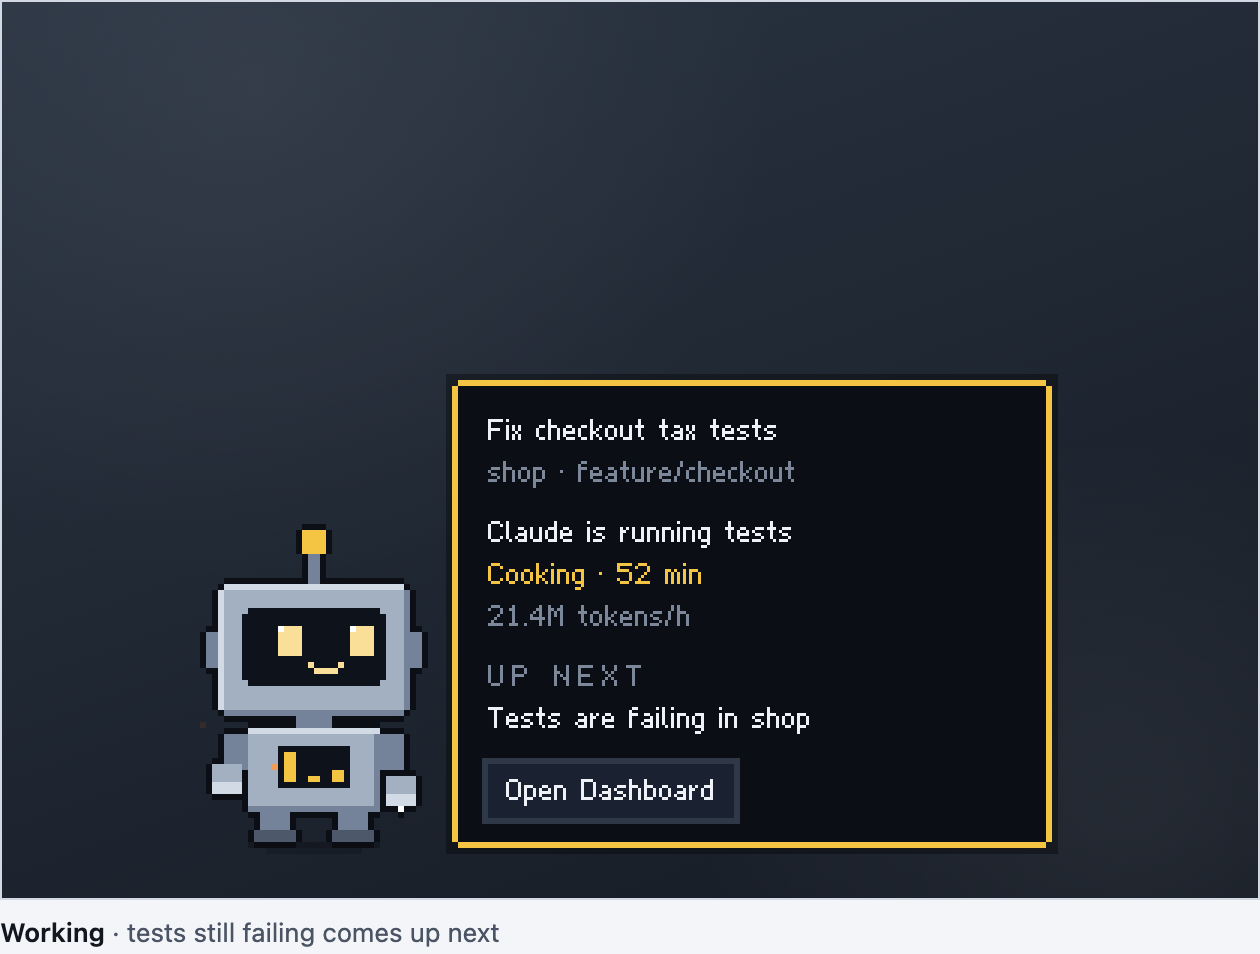 Fix checkout tax tests
shop · feature/checkout
Claude is running tests
Cooking · 52 min
21.4M tokens/h
UP NEXT
Tests are failing in shop
Open Dashboard
Working · tests still failing comes up next